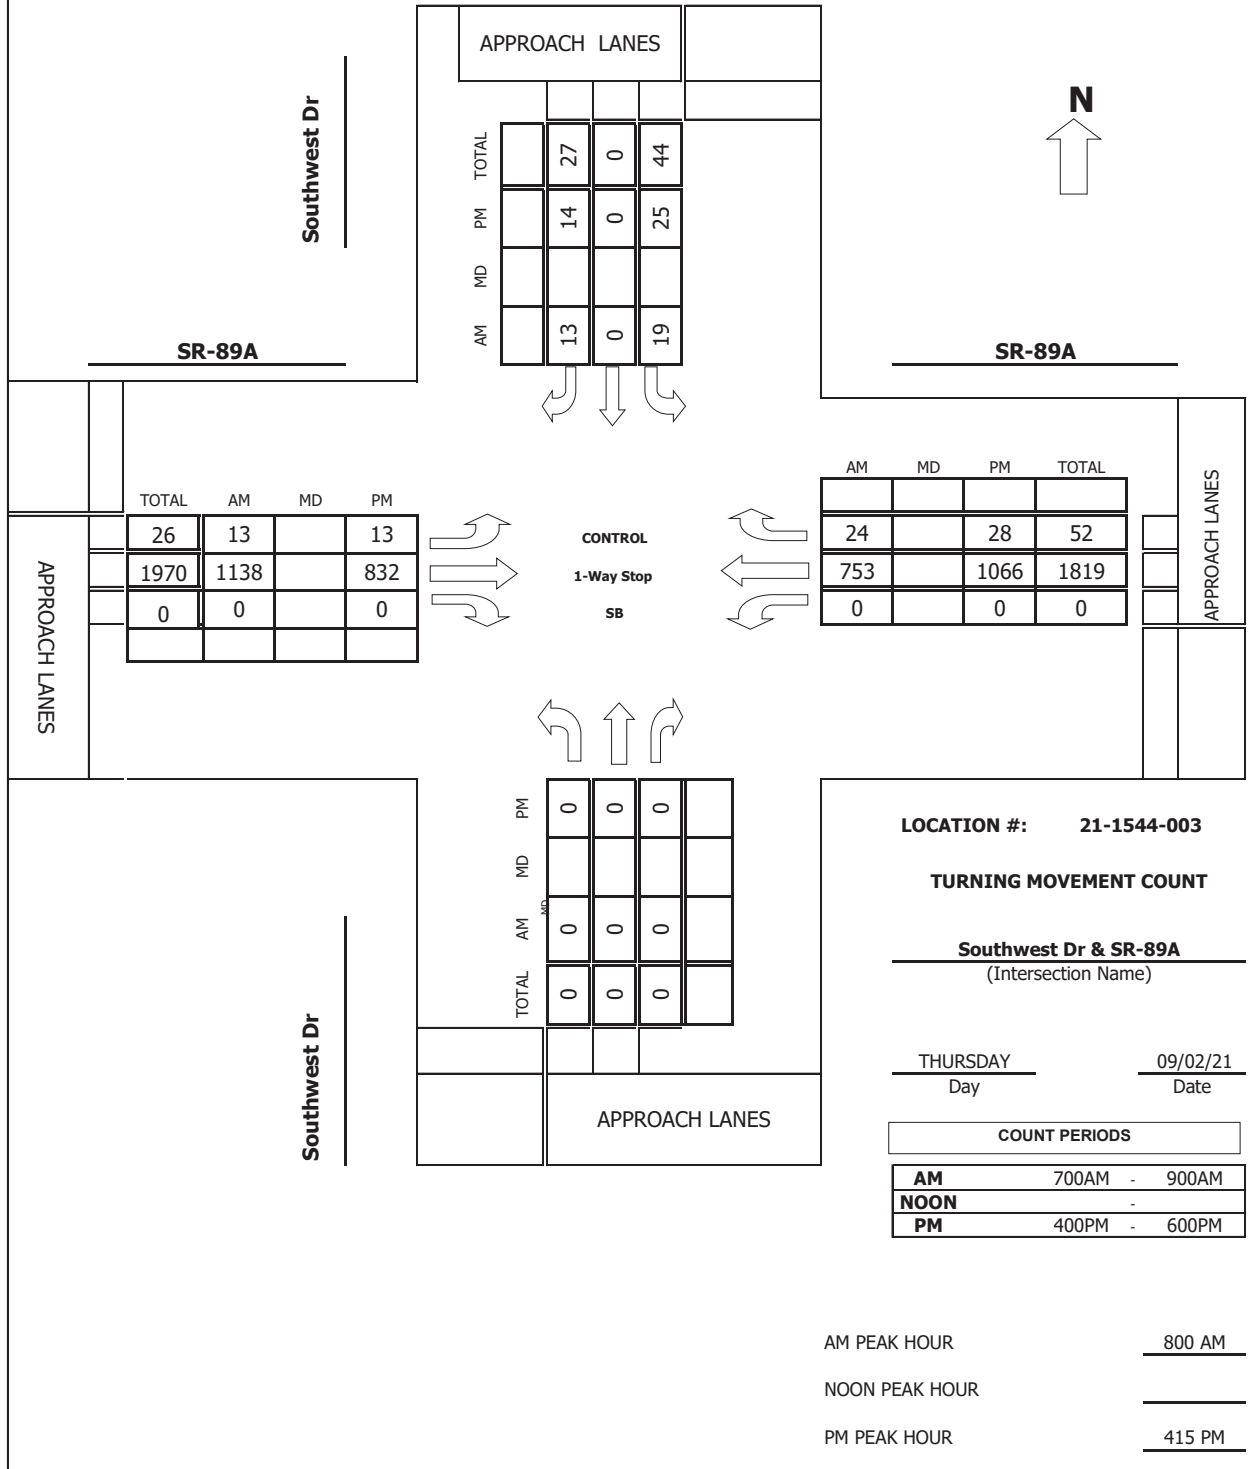 APPROACH LANES
N
Southwest Dr
TOTAL 27 0 44
PM 14 0 25
MD
AM 13 0 19
SR-89A
SR-89A
TOTAL AM MD PM
26 13 13
1970 1138 832
0 0 0
APPROACH LANES
CONTROL
1-Way Stop
SB
AM MD PM TOTAL
24 28 52
753 1066 1819
0 0 0
APPROACH LANES
PM 0 0 0
MD
MD
AM 0 0 0
TOTAL 0 0 0
Southwest Dr
APPROACH LANES
LOCATION #: 21-1544-003
TURNING MOVEMENT COUNT
Southwest Dr & SR-89A
(Intersection Name)
THURSDAY 09/02/21
Day Date
COUNT PERIODS
AM 700AM - 900AM
NOON -
PM 400PM - 600PM
AM PEAK HOUR 800 AM
NOON PEAK HOUR
PM PEAK HOUR 415 PM